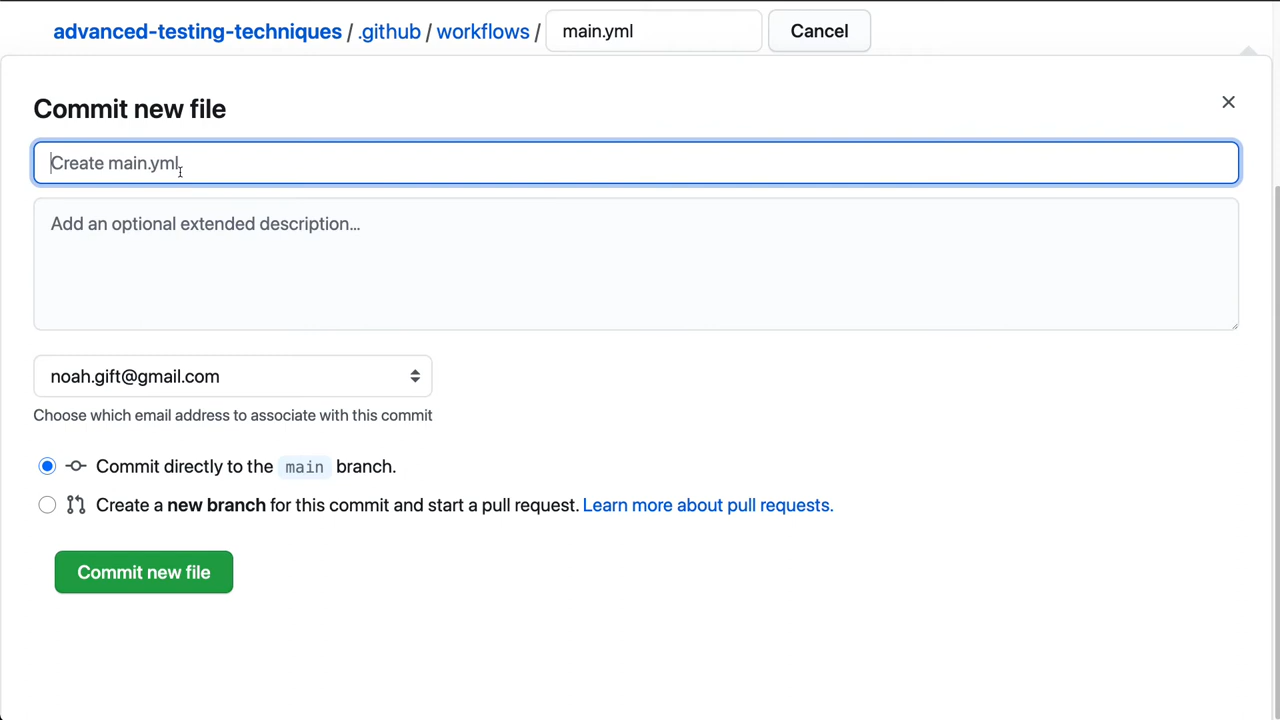 advanced-testing-techniques / .github / workflows / main.yml Cancel
Commit new file
Create main.yml
Add an optional extended description...
noah.gift@gmail.com
Choose which email address to associate with this commit
Commit directly to the main branch.
Create a new branch for this commit and start a pull request. Learn more about pull requests.
Commit new file